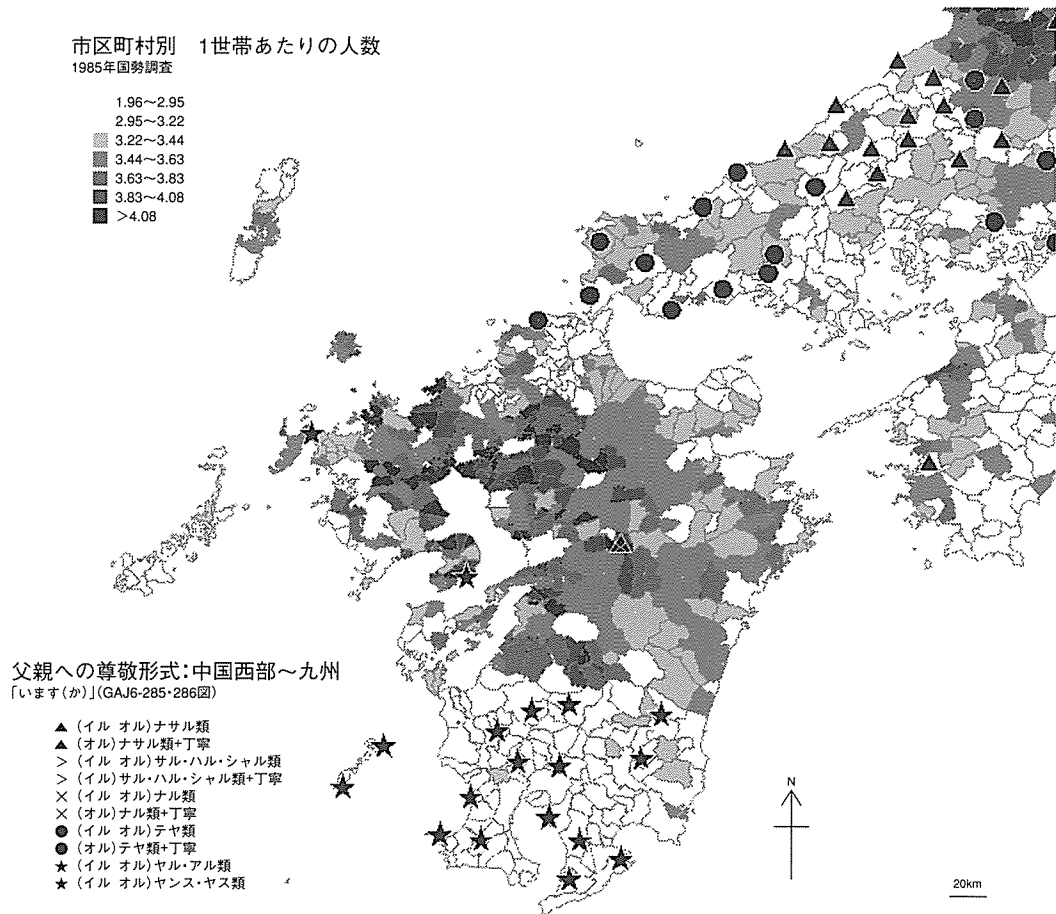 市区町村別　1世帯あたりの人数
1985年国勢調査
1.96〜2.95
2.95〜3.22
3.22〜3.44
3.44〜3.63
3.63〜3.83
3.83〜4.08
＞4.08
父親への尊敬形式：中国西部〜九州
「います（か）」（GAJ6-285・286図）
▲ （イル オル）ナサル類
▲ （オル）ナサル類+丁寧
＞ （イル オル）サル・ハル・シャル類
＞ （イル オル）サル・ハル・シャル類+丁寧
× （イル オル）ナル類
× （オル）ナル類+丁寧
● （イル オル）テヤ類
● （オル）テヤ類+丁寧
★ （イル オル）ヤル・アル類
★ （イル オル）ヤンス・ヤス類
N
20km